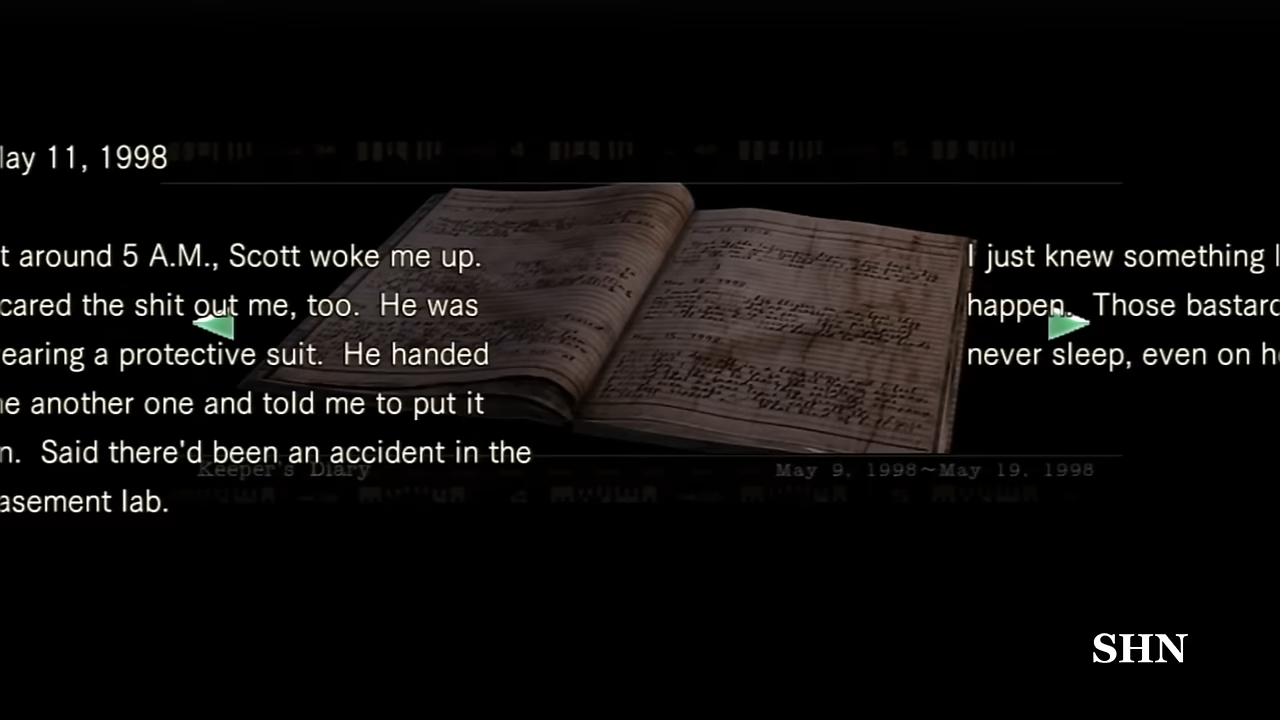 lay 11, 1998
t around 5 A.M., Scott woke me up.
cared the shit out me, too. He was
earing a protective suit. He handed
e another one and told me to put it
n. Said there'd been an accident in the
asement lab.
I just knew something l
happen. Those bastard
never sleep, even on h
Keeper's Diary
May 9, 1998~May 19, 1998
SHN